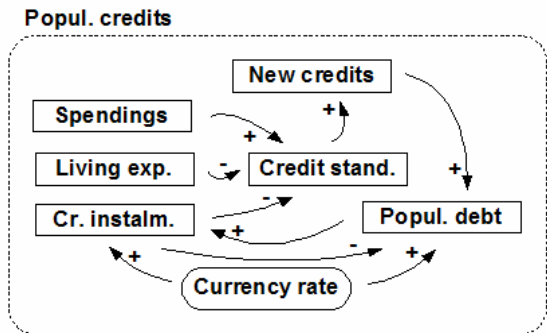 Popul. credits
New credits
Spendings
+
+
Living exp.
-
Credit stand.
+
Cr. instalm.
-
+
Popul. debt
+
-
+
Currency rate